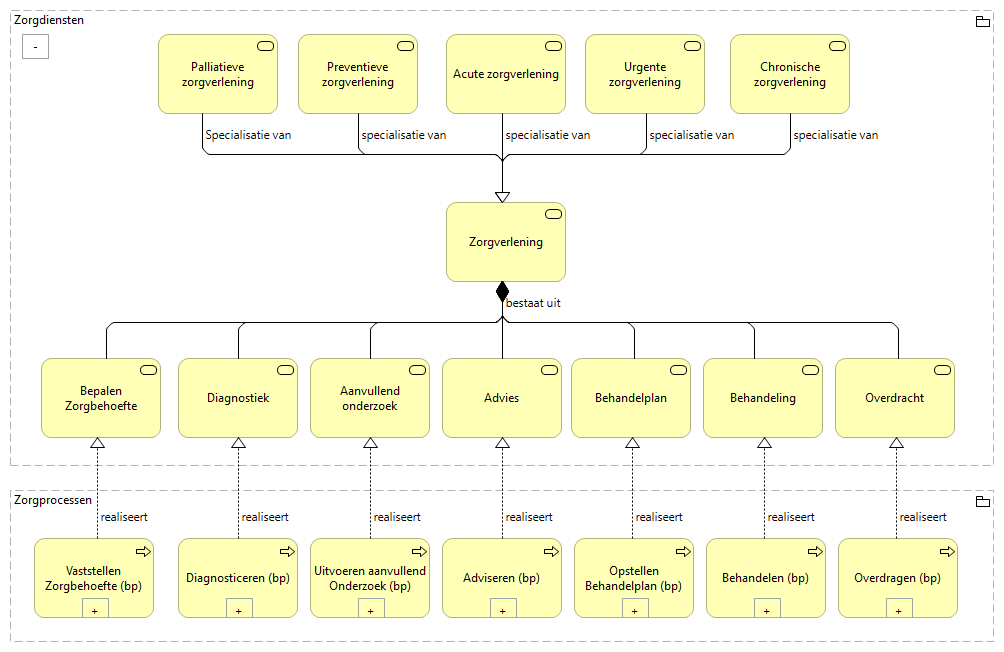 Zorgdiensten
-
Palliatieve
zorgverlening
Preventieve
zorgverlening
Acute zorgverlening
Urgente
zorgverlening
Chronische
zorgverlening
Specialisatie van
specialisatie van
specialisatie van
specialisatie van
specialisatie van
Zorgverlening
bestaat uit
Bepalen
Zorgbehoefte
Diagnostiek
Aanvullend
onderzoek
Advies
Behandelplan
Behandeling
Overdracht
Zorgprocessen
realiseert
realiseert
realiseert
realiseert
realiseert
realiseert
realiseert
Vaststellen
Zorgbehoefte (bp)
+
Diagnosticeren (bp)
+
Uitvoeren aanvullend
Onderzoek (bp)
+
Adviseren (bp)
+
Opstellen
Behandelplan (bp)
+
Behandelen (bp)
+
Overdragen (bp)
+